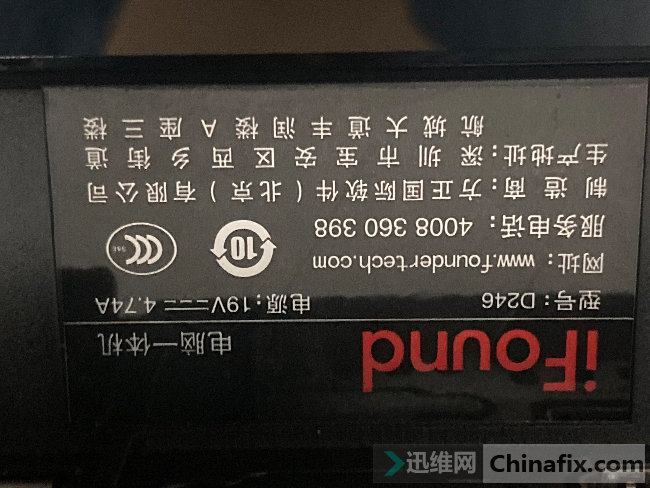 iFound 电脑一体机
型号: D246 电源:19V⎓4.74A
网址: www.foundertech.com
服务电话: 4008 360 398
制造商:方正国际软件(北京)有限公司
生产地址:深圳市宝安区西乡街道
航城大道丰润楼A座三楼
10
CCC
S&E
迅维网 Chinafix.com